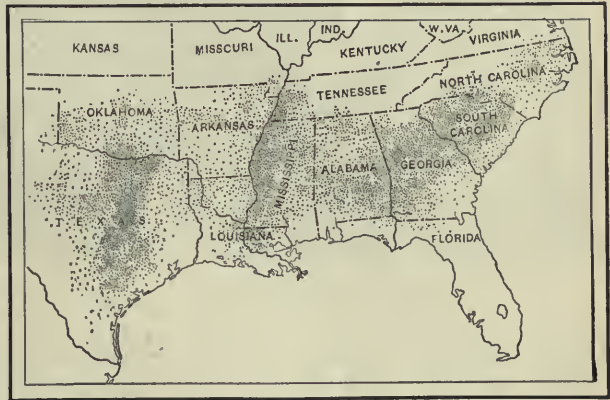 KANSAS
MISSOURI
ILL.
IND
W.VA.
KENTUCKY
VIRGINIA
NORTH CAROLINA
TENNESSEE
OKLAHOMA
ARKANSAS
SOUTH
CAROLINA
MISSISSIPPI
ALABAMA
GEORGIA
TEXAS
LOUISIANA
FLORIDA